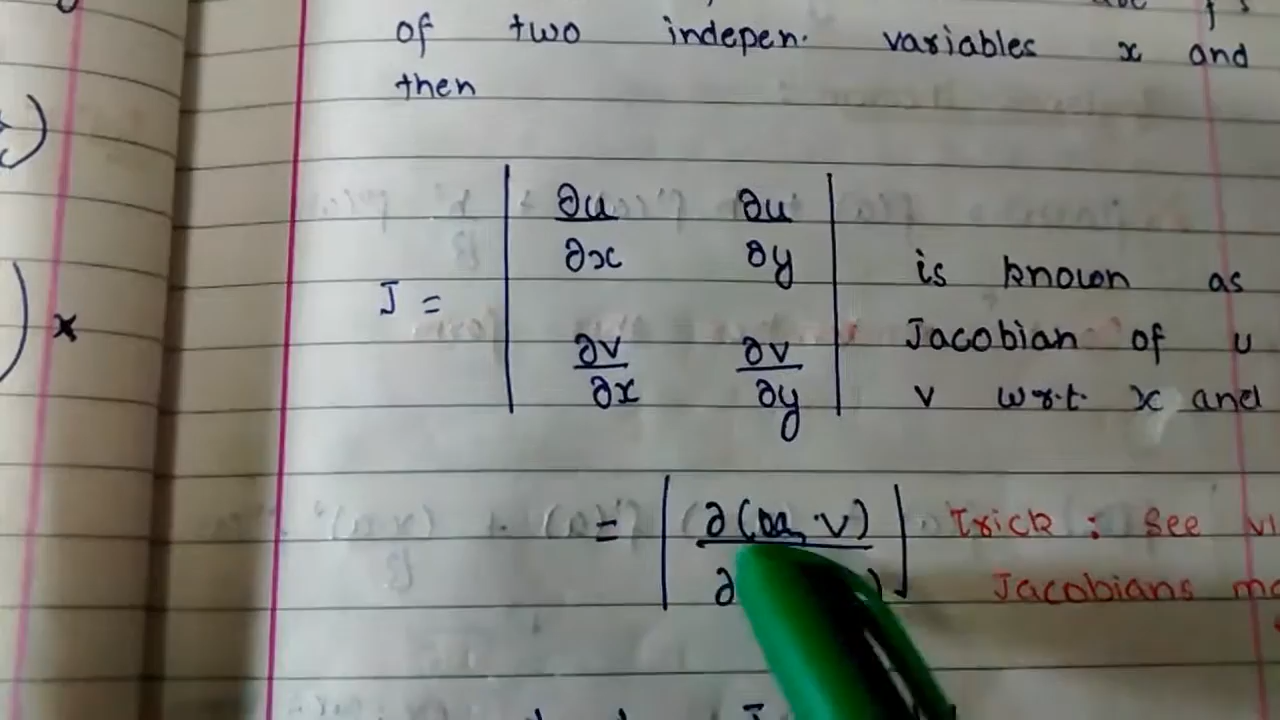 of two indepen. variables x and
then
J = | ∂u/∂x ∂u/∂y |
| ∂v/∂x ∂v/∂y |
is known as
Jacobian of u
v w.r.t. x and
= | ∂(u, v)
∂
Trick : See
Jacobians
x